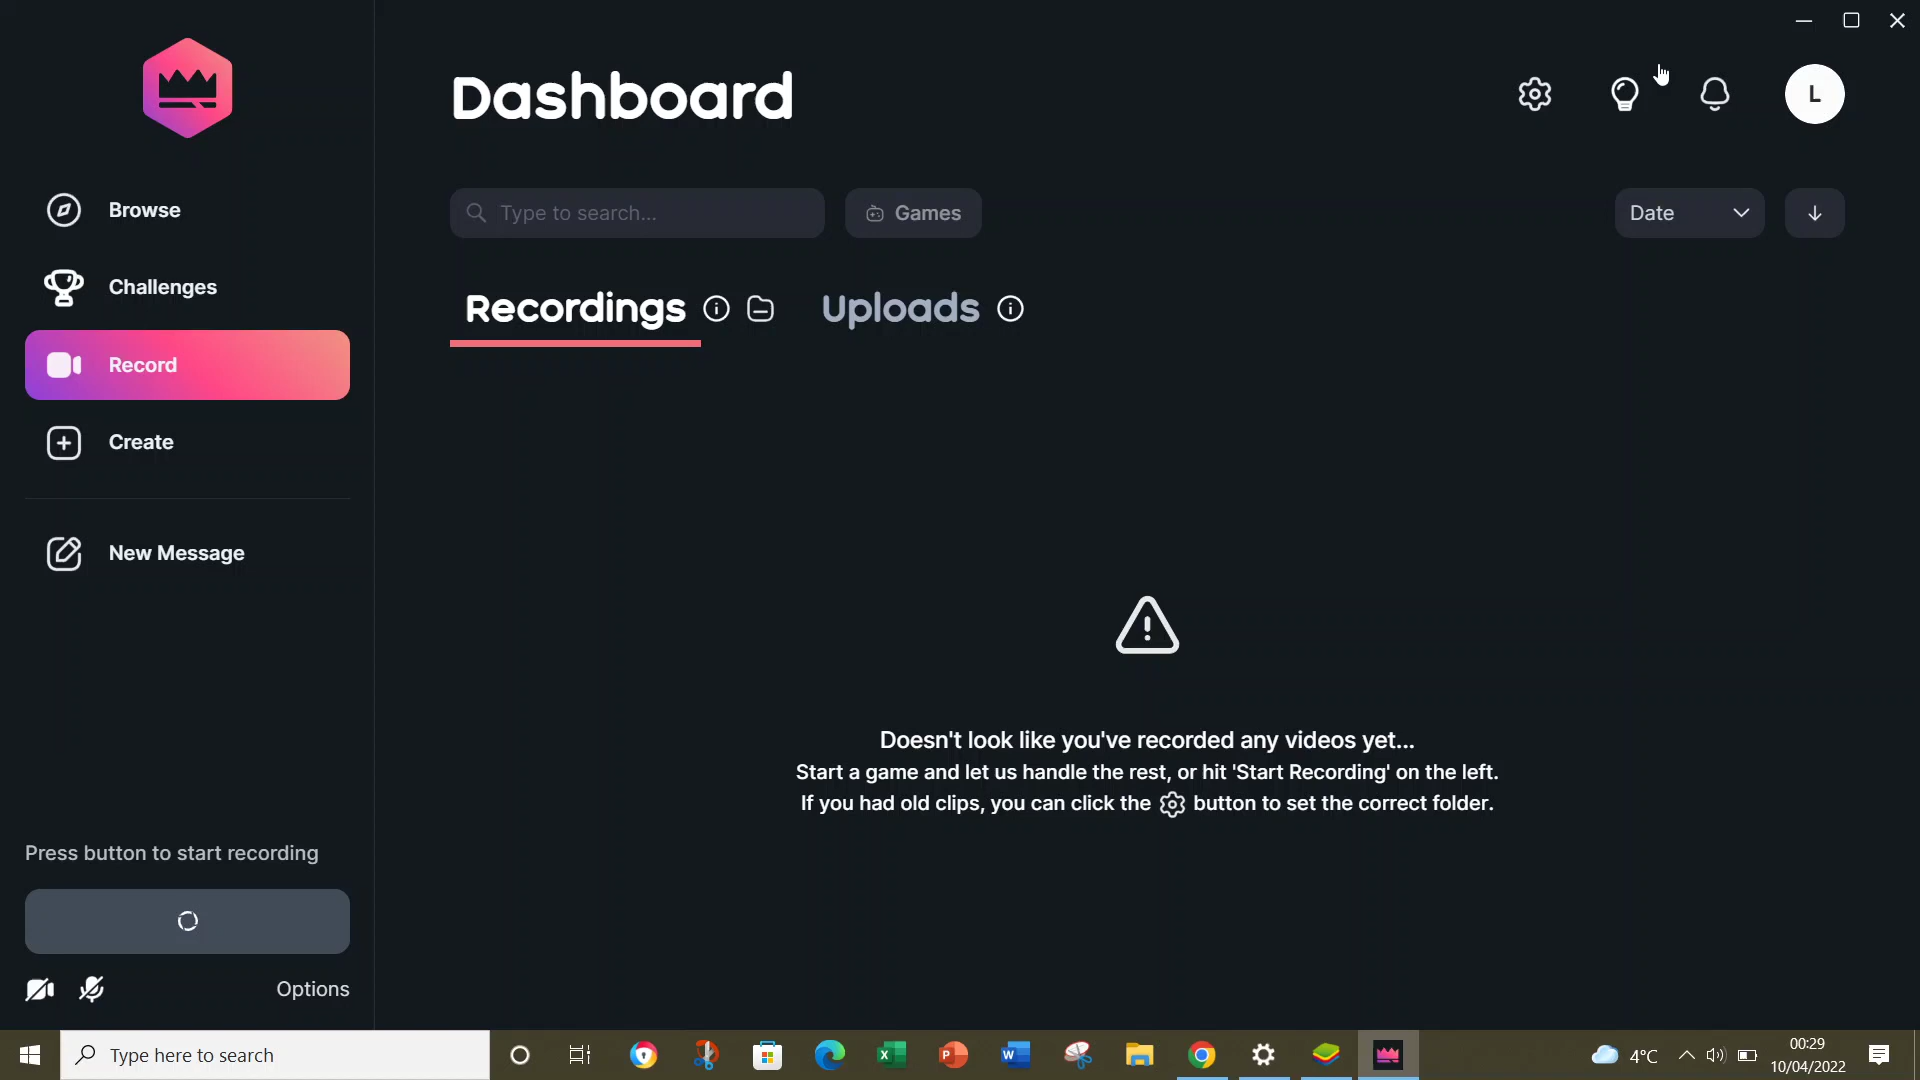 Dashboard
L
Browse
Type to search...
Games
Date
Challenges
Recordings
Uploads
Record
Create
New Message
Doesn't look like you've recorded any videos yet...
Start a game and let us handle the rest, or hit 'Start Recording' on the left.
If you had old clips, you can click the button to set the correct folder.
Press button to start recording
Options
Type here to search
4°C
00:29
10/04/2022